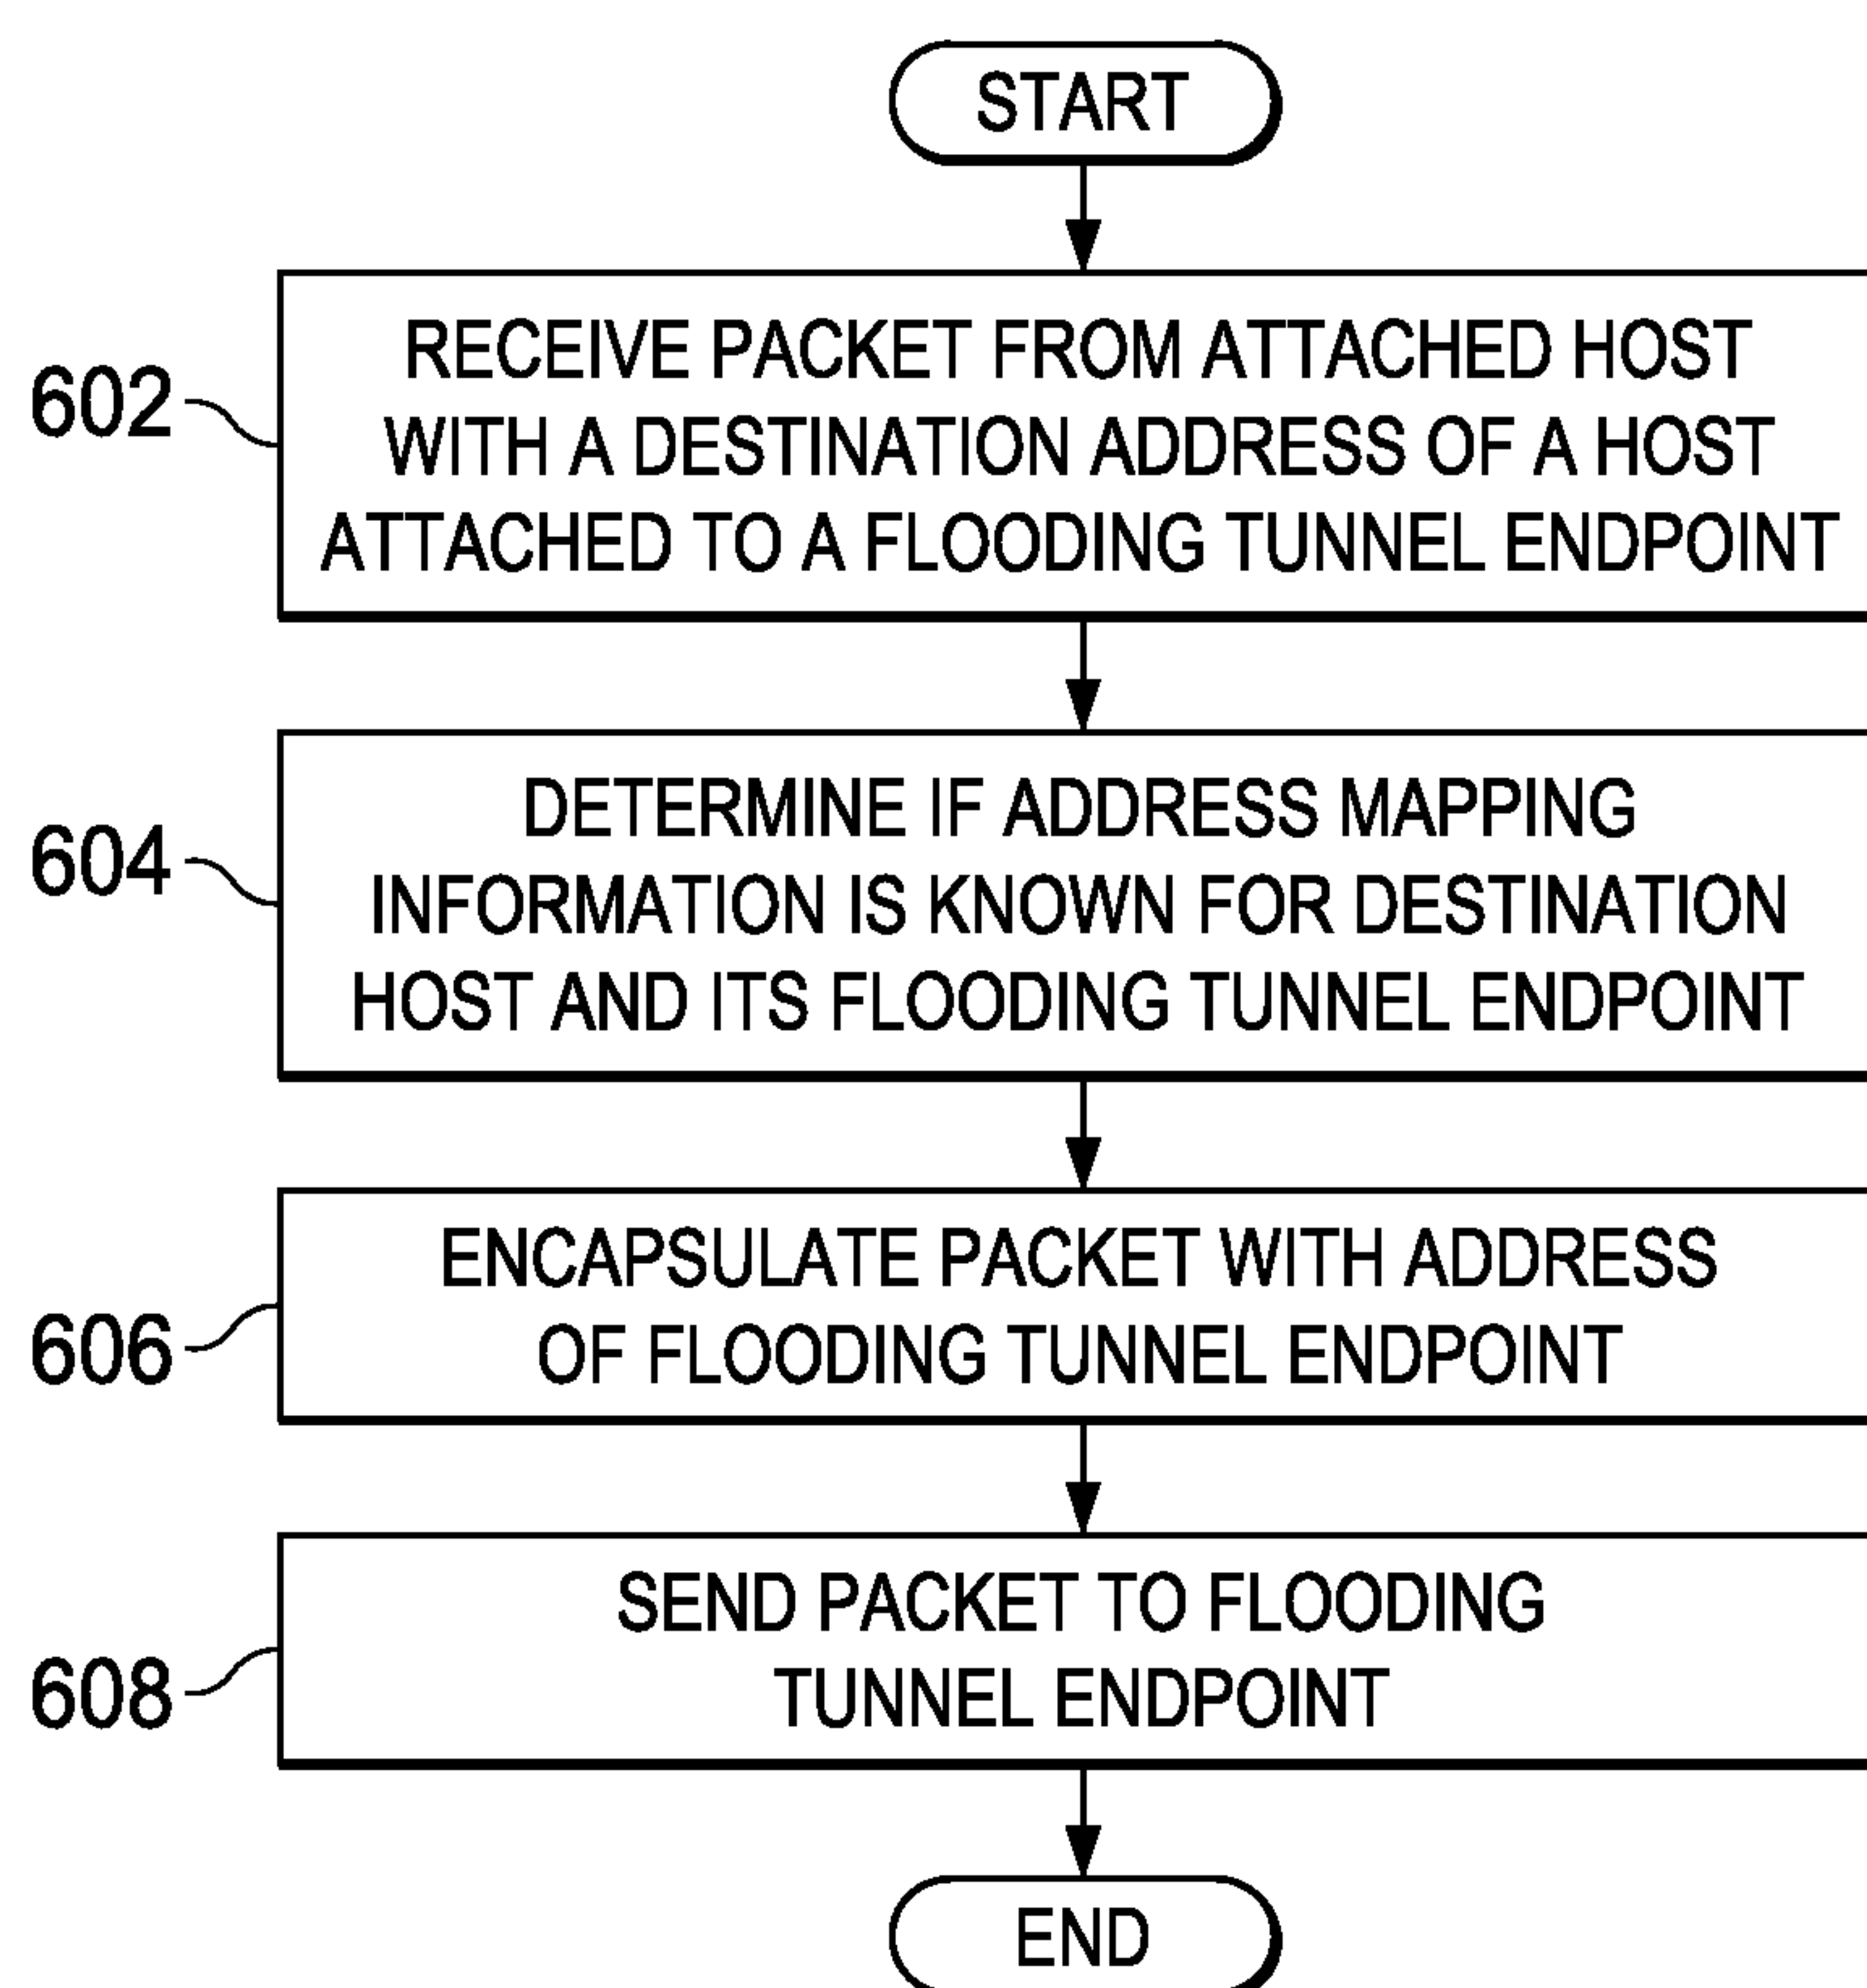 START
602
RECEIVE PACKET FROM ATTACHED HOST
WITH A DESTINATION ADDRESS OF A HOST
ATTACHED TO A FLOODING TUNNEL ENDPOINT
604
DETERMINE IF ADDRESS MAPPING
INFORMATION IS KNOWN FOR DESTINATION
HOST AND ITS FLOODING TUNNEL ENDPOINT
606
ENCAPSULATE PACKET WITH ADDRESS
OF FLOODING TUNNEL ENDPOINT
608
SEND PACKET TO FLOODING
TUNNEL ENDPOINT
END